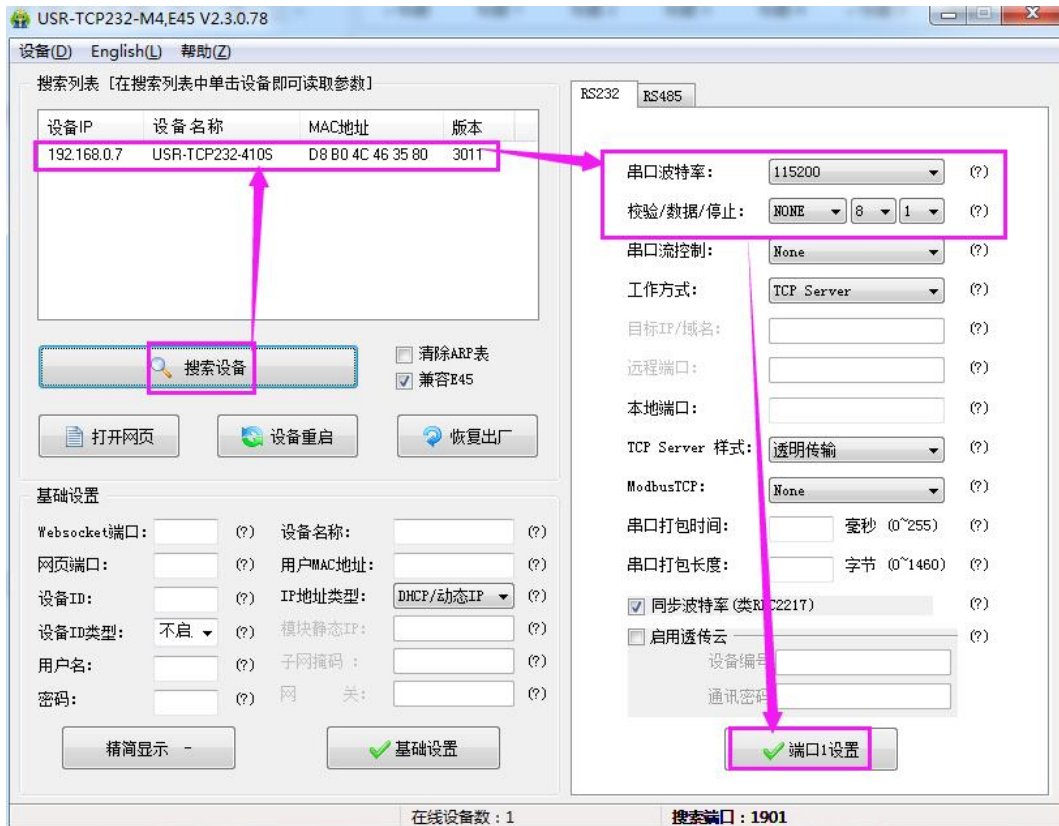 USR-TCP232-M4,E45 V2.3.0.78
设备(D) English(L) 帮助(Z)
搜索列表 [在搜索列表中单击设备即可读取参数]
设备IP 设备名称 MAC地址 版本
192.168.0.7 USR-TCP232-410S D8 B0 4C 46 35 80 3011
搜索设备
清除ARP表
兼容E45
打开网页 设备重启 恢复出厂
基础设置
Websocket端口: (?) 设备名称: (?)
网页端口: (?) 用户MAC地址: (?)
设备ID: (?) IP地址类型: DHCP/动态IP (?)
设备ID类型: 不启 (?) 模块静态IP: (?)
用户名: (?) 子网掩码 : (?)
密码: (?) 网 关: (?)
精简显示 - 基础设置
RS232 RS485
串口波特率: 115200 (?)
校验/数据/停止: NONE 8 1 (?)
串口流控制: None (?)
工作方式: TCP Server (?)
目标IP/域名: (?)
远程端口: (?)
本地端口: (?)
TCP Server 样式: 透明传输 (?)
ModbusTCP: None (?)
串口打包时间: 毫秒 (0~255) (?)
串口打包长度: 字节 (0~1460) (?)
同步波特率(类RFC2217) (?)
启用透传云 (?)
设备编号
通讯密码
端口1设置
在线设备数:1 搜索端口:1901